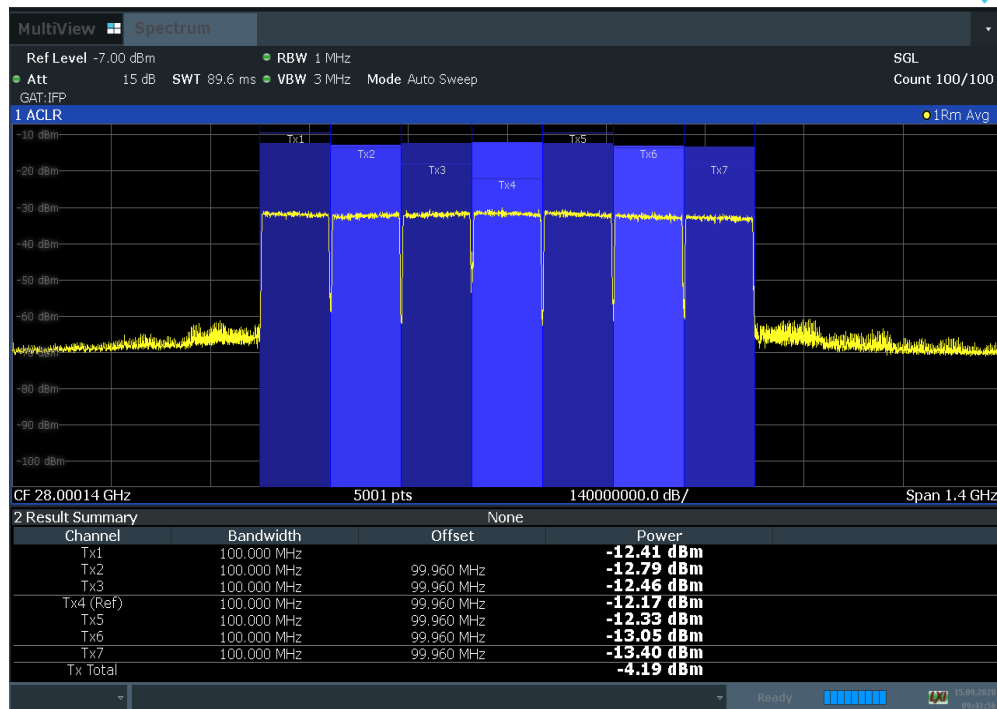 MultiView Spectrum
Ref Level -7.00 dBm RBW 1 MHz SGL
Att 15 dB SWT 89.6 ms VBW 3 MHz Mode Auto Sweep Count 100/100
GAT:IFP
1 ACLR 1Rm Avg
-10 dBm
Tx1 Tx5
Tx2 Tx6
-20 dBm Tx3 Tx7
Tx4
-30 dBm
-40 dBm
-50 dBm
-60 dBm
-80 dBm
-90 dBm
-100 dBm
CF 28.00014 GHz 5001 pts 140000000.0 dB/ Span 1.4 GHz
2 Result Summary None
Channel Bandwidth Offset Power
Tx1 100.000 MHz -12.41 dBm
Tx2 100.000 MHz 99.960 MHz -12.79 dBm
Tx3 100.000 MHz 99.960 MHz -12.46 dBm
Tx4 (Ref) 100.000 MHz 99.960 MHz -12.17 dBm
Tx5 100.000 MHz 99.960 MHz -12.33 dBm
Tx6 100.000 MHz 99.960 MHz -13.05 dBm
Tx7 100.000 MHz 99.960 MHz -13.40 dBm
Tx Total -4.19 dBm
Ready LXI 15.09.2020
09:43:56